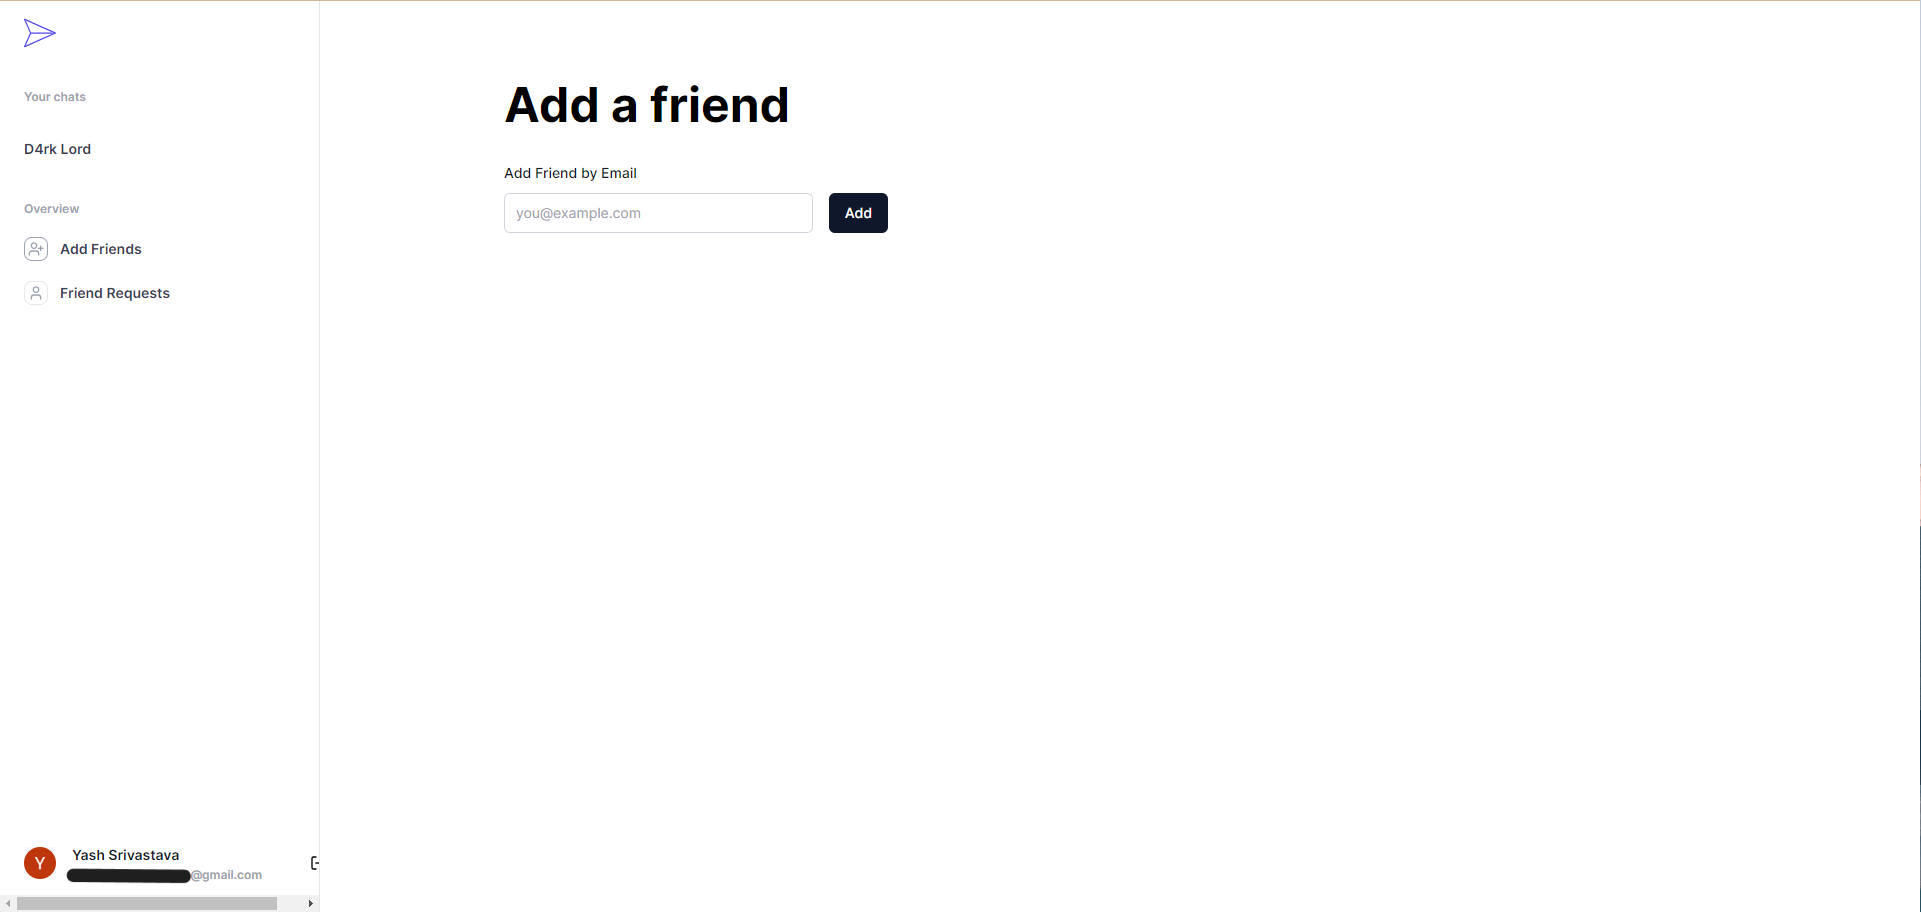 Your chats
D4rk Lord
Overview
Add Friends
Friend Requests
Y
Yash Srivastava
@gmail.com
Add a friend
Add Friend by Email
you@example.com
Add